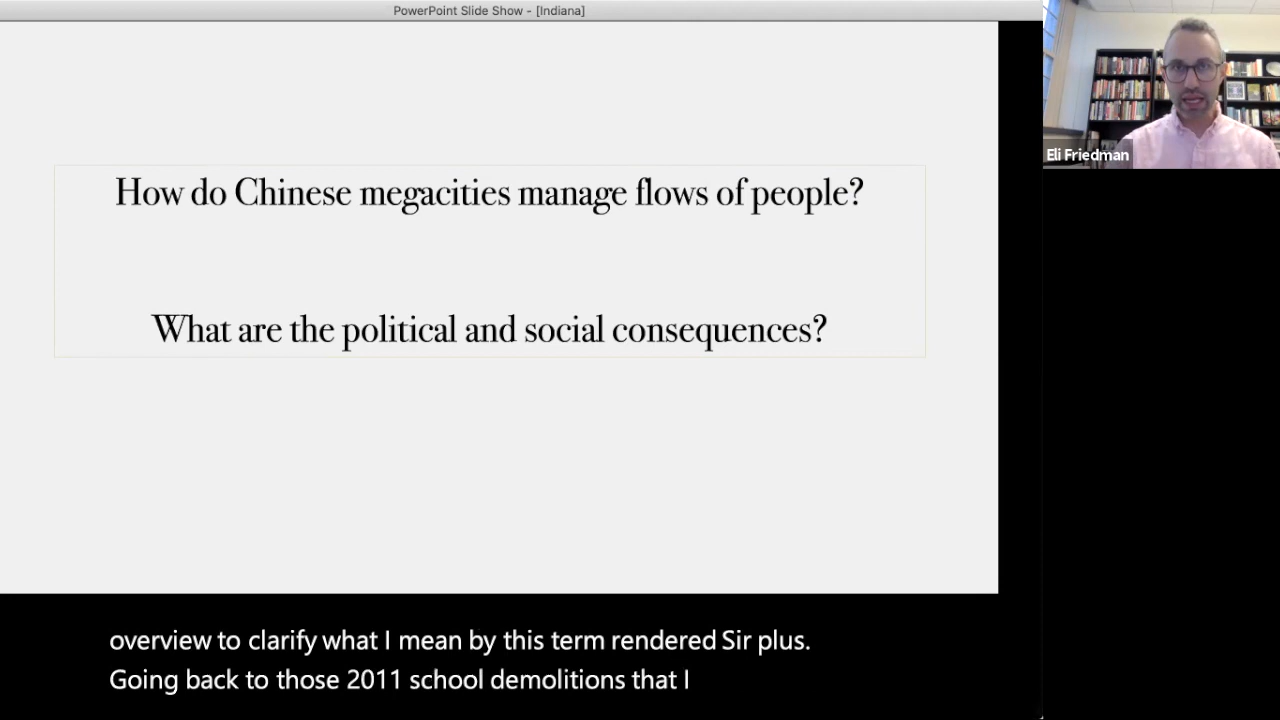 PowerPoint Slide Show - [Indiana]
How do Chinese megacities manage flows of people?
What are the political and social consequences?
Eli Friedman
overview to clarify what I mean by this term rendered Sir plus.
Going back to those 2011 school demolitions that I